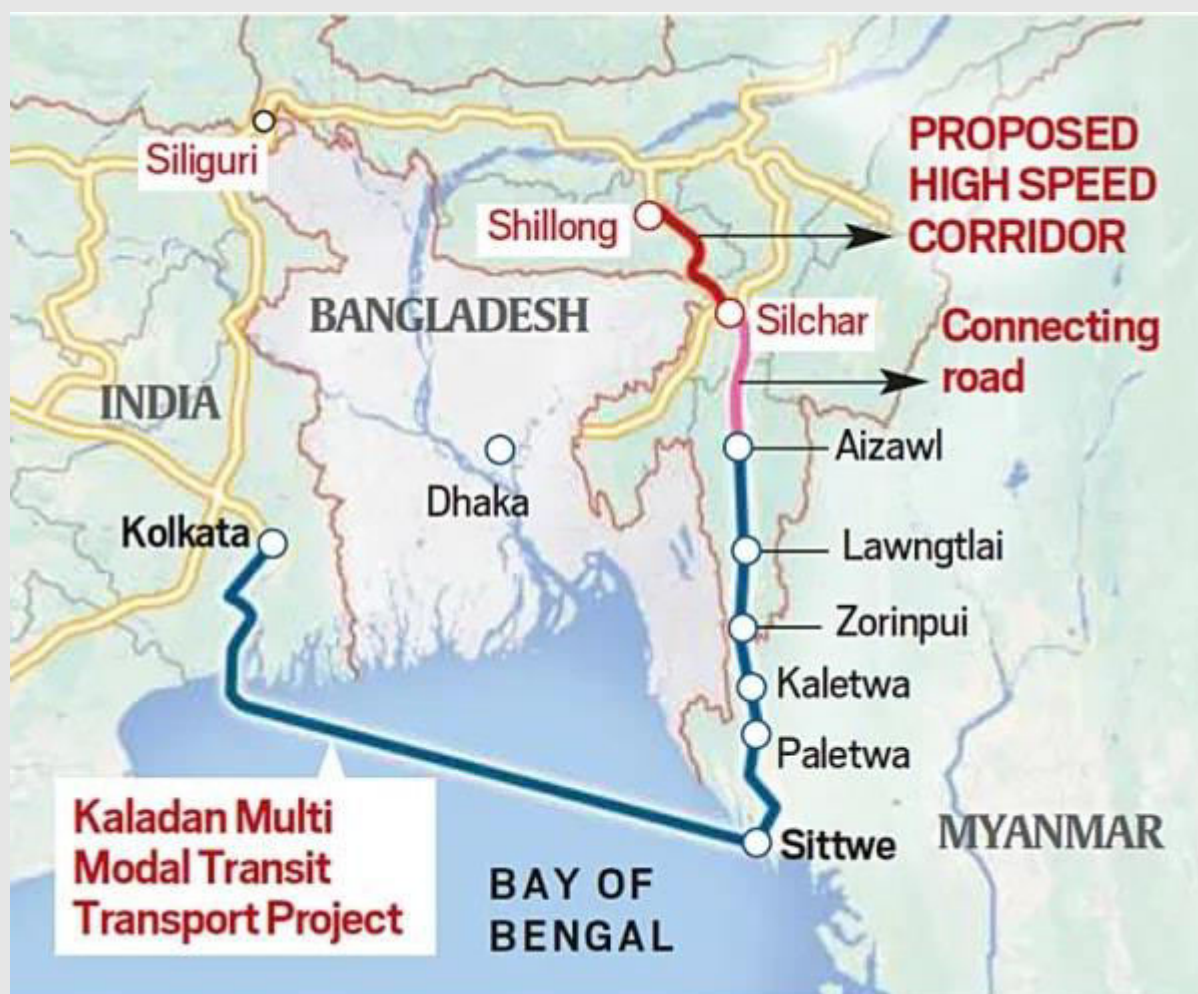 Siliguri
PROPOSED
HIGH SPEED
CORRIDOR
Shillong
BANGLADESH
Silchar
Connecting
road
INDIA
Aizawl
Dhaka
Kolkata
Lawngtlai
Zorinpui
Kaletwa
Paletwa
Kaladan Multi
Modal Transit
Transport Project
Sittwe
MYANMAR
BAY OF
BENGAL